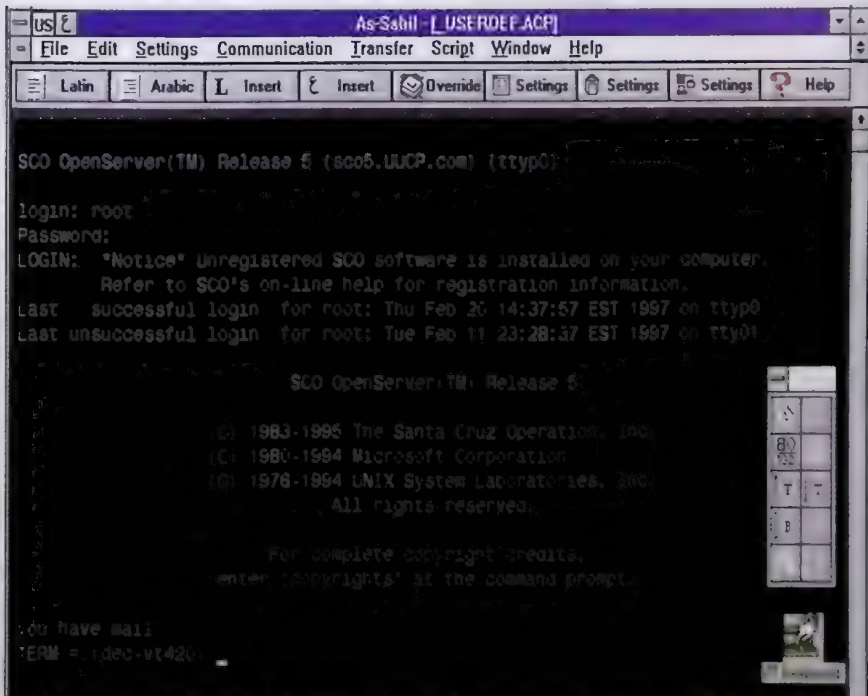 US ع As-Sahil - [_USERDEF.ACP]
File Edit Settings Communication Transfer Script Window Help
Latin Arabic L Insert ع Insert Override Settings Settings Settings ? Help
SCO OpenServer(TM) Release 5 (sco5.UUCP.com) (ttyp0)
login: root
Password:
LOGIN: *Notice* Unregistered SCO software is installed on your computer.
Refer to SCO's on-line help for registration information.
Last successful login for root: Thu Feb 20 14:37:57 EST 1997 on ttyp0
Last unsuccessful login for root: Tue Feb 11 23:28:37 EST 1997 on tty01
SCO OpenServer(TM) Release 5
(C) 1983-1995 The Santa Cruz Operation, Inc.
(C) 1980-1994 Microsoft Corporation
(C) 1976-1994 UNIX System Laboratories, Inc.
All rights reserved.
For complete copyright credits,
enter "copyrights" at the command prompt.
you have mail
TERM = (dec-vt420)
80
T T
B